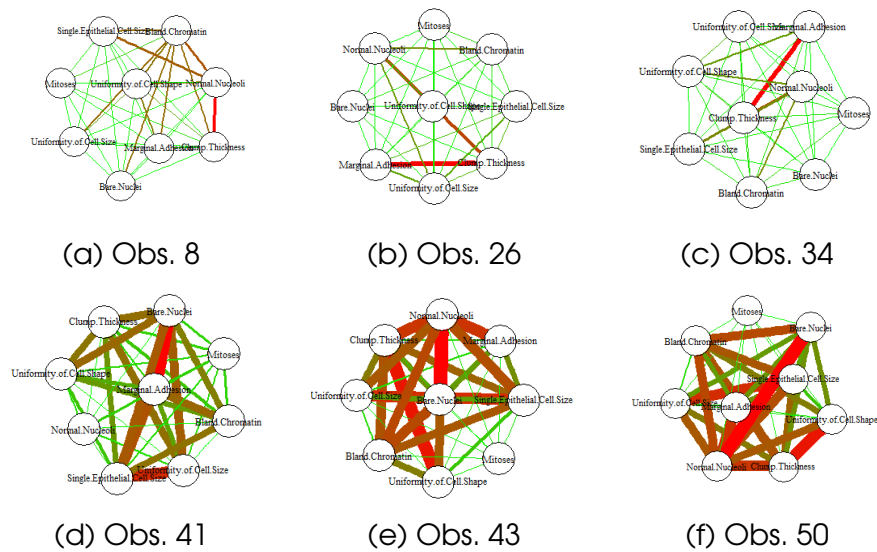 Single.Epithelial.Cell.Size
Bland.Chromatin
Mitoses
Uniformity.of.Cell.Shape
Normal.Nucleoli
Uniformity.of.Cell.Size
Marginal.Adhesion
Clump.Thickness
Bare.Nuclei
(a) Obs. 8
Mitoses
Normal.Nucleoli
Bland.Chromatin
Bare.Nuclei
Uniformity.of.Cell.Shape
Single.Epithelial.Cell.Size
Marginal.Adhesion
Clump.Thickness
Uniformity.of.Cell.Size
(b) Obs. 26
Uniformity.of.Cell.Size
Marginal.Adhesion
Uniformity.of.Cell.Shape
Normal.Nucleoli
Mitoses
Clump.Thickness
Single.Epithelial.Cell.Size
Bare.Nuclei
Bland.Chromatin
(c) Obs. 34
Bare.Nuclei
Clump.Thickness
Mitoses
Uniformity.of.Cell.Shape
Marginal.Adhesion
Bland.Chromatin
Normal.Nucleoli
Uniformity.of.Cell.Size
Single.Epithelial.Cell.Size
(d) Obs. 41
Normal.Nucleoli
Clump.Thickness
Marginal.Adhesion
Uniformity.of.Cell.Size
Bare.Nuclei
Single.Epithelial.Cell.Size
Bland.Chromatin
Mitoses
Uniformity.of.Cell.Shape
(e) Obs. 43
Mitoses
Bare.Nuclei
Bland.Chromatin
Single.Epithelial.Cell.Size
Uniformity.of.Cell.Size
Marginal.Adhesion
Uniformity.of.Cell.Shape
Normal.Nucleoli
Clump.Thickness
(f) Obs. 50